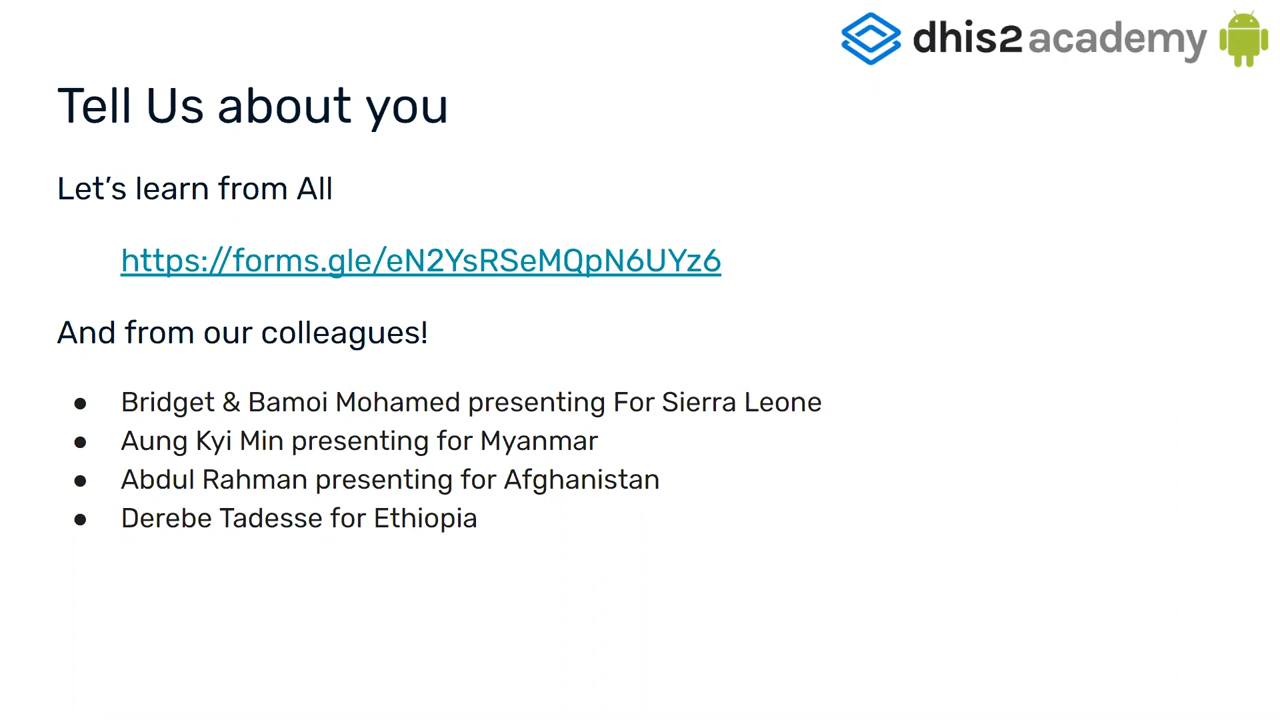 dhis2 academy
Tell Us about you
Let's learn from All
https://forms.gle/eN2YsRSeMQpN6UYz6
And from our colleagues!
● Bridget & Bamoi Mohamed presenting For Sierra Leone
● Aung Kyi Min presenting for Myanmar
● Abdul Rahman presenting for Afghanistan
● Derebe Tadesse for Ethiopia